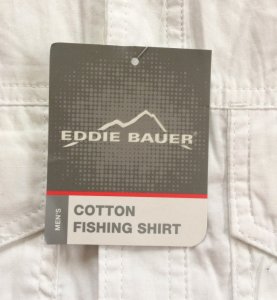 EDDIE BAUER®
MEN'S
COTTON
FISHING SHIRT